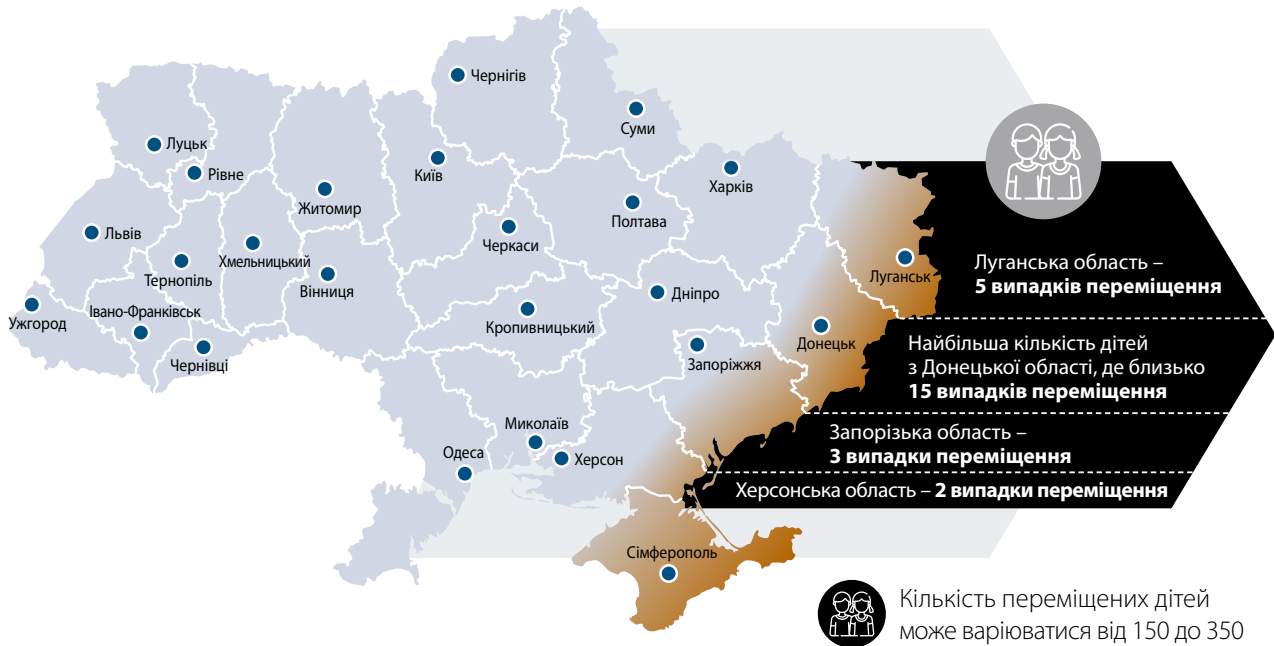 Чернігів
Суми
Луцьк
Рівне
Київ
Житомир
Харків
Полтава
Львів
Черкаси
Хмельницький
Тернопіль
Вінниця
Луганськ
Ужгород
Івано-Франківськ
Чернівці
Дніпро
Кропивницький
Запоріжжя
Донецьк
Миколаїв
Одеса
Херсон
Сімферополь
Луганська область –
5 випадків переміщення
Найбільша кількість дітей
з Донецької області, де близько
15 випадків переміщення
Запорізька область –
3 випадки переміщення
Херсонська область – 2 випадки переміщення
Кількість переміщених дітей
може варіюватися від 150 до 350